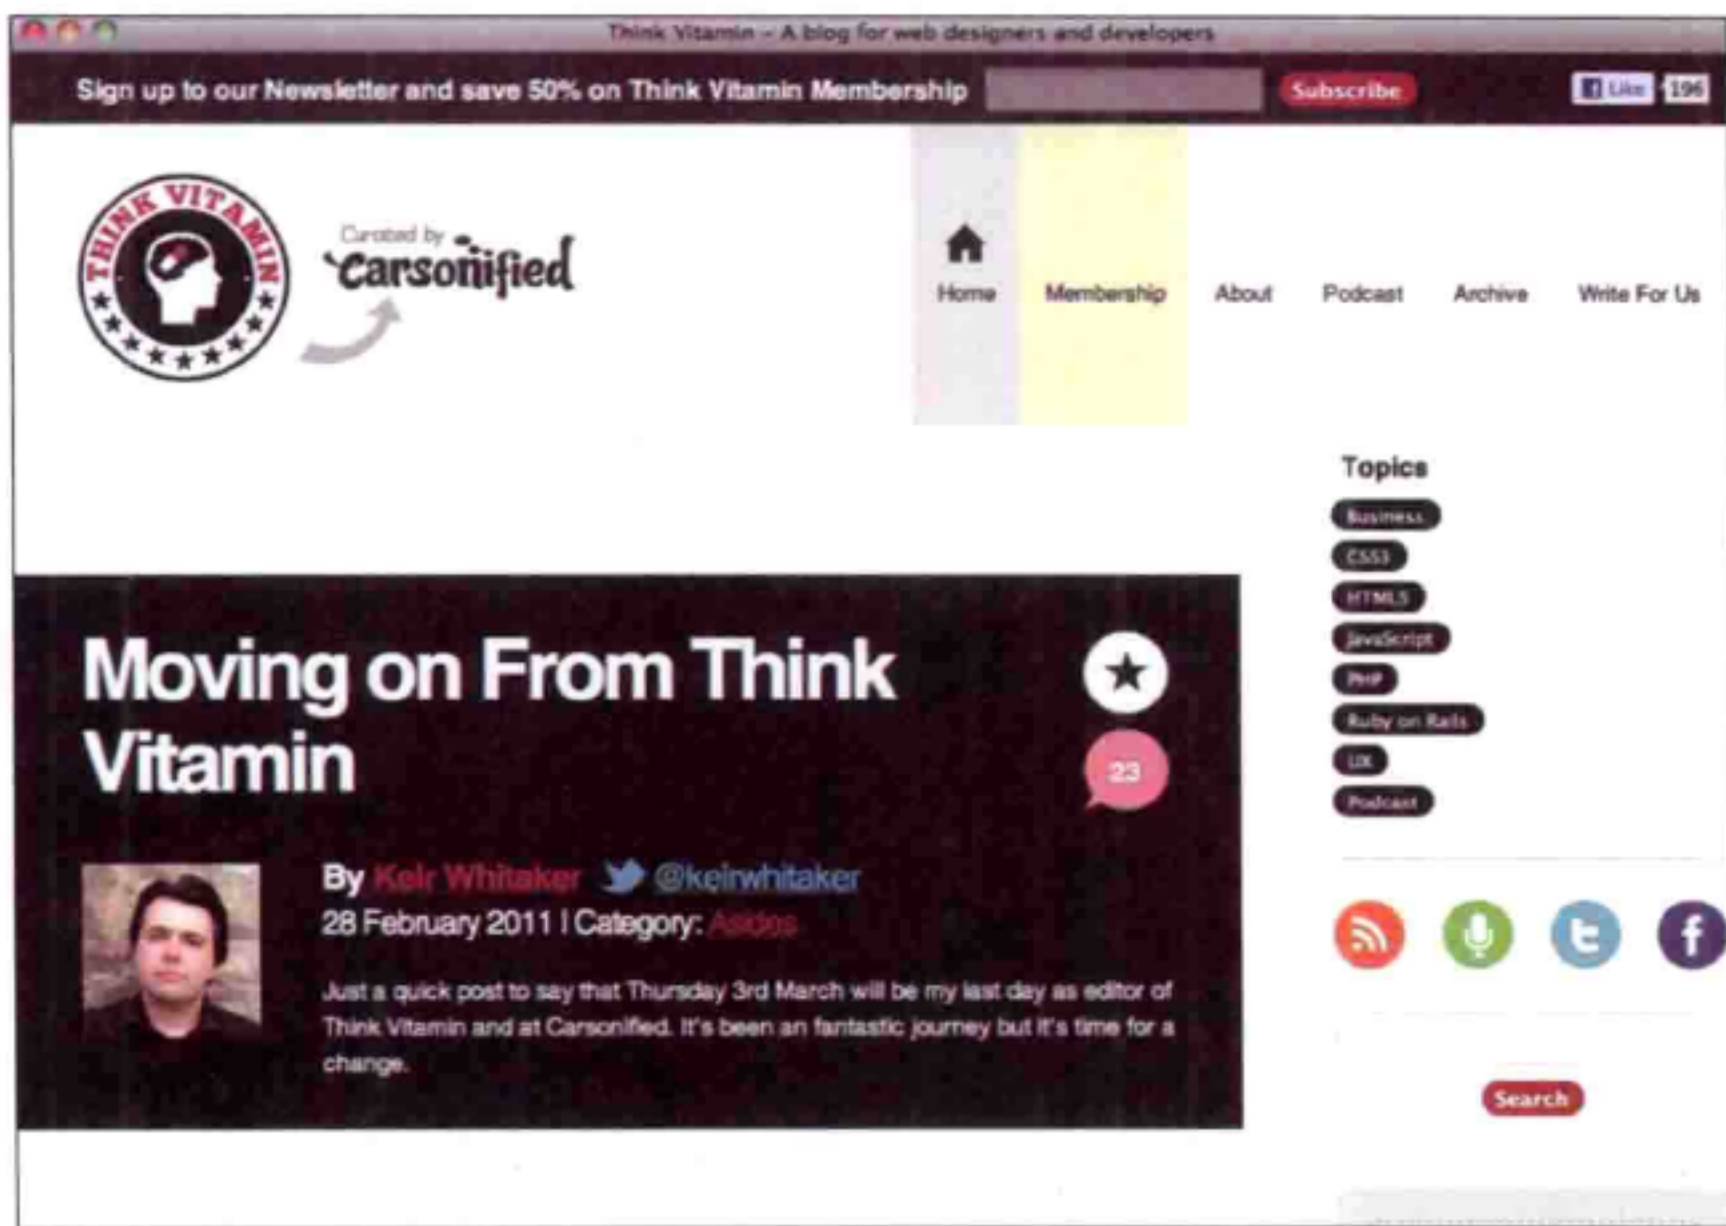 Think Vitamin – A blog for web designers and developers
Sign up to our Newsletter and save 50% on Think Vitamin Membership
Subscribe
Like 196
THINK VITAMIN
Curated by
Carsonified
Home Membership About Podcast Archive Write For Us
Topics
Business
CSS3
HTML5
JavaScript
PHP
Ruby on Rails
UX
Podcast
Moving on From Think
Vitamin
23
By Keir Whitaker @keirwhitaker
28 February 2011 | Category: Asides
Just a quick post to say that Thursday 3rd March will be my last day as editor of
Think Vitamin and at Carsonified. It's been an fantastic journey but it's time for a
change.
Search